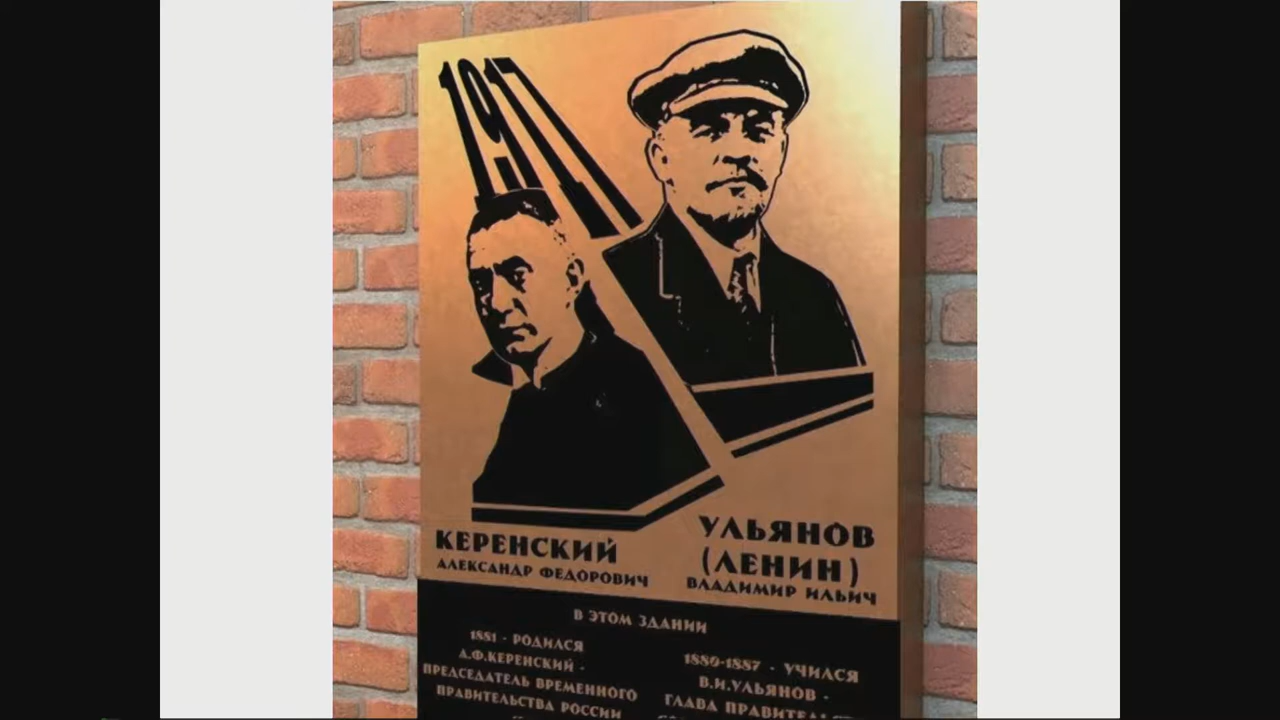 1917
КЕРЕНСКИЙ
АЛЕКСАНДР ФЕДОРОВИЧ
УЛЬЯНОВ
(ЛЕНИН)
ВЛАДИМИР ИЛЬИЧ
В ЭТОМ ЗДАНИИ
1881 - РОДИЛСЯ
А.Ф.КЕРЕНСКИЙ -
ПРЕДСЕДАТЕЛЬ ВРЕМЕННОГО
ПРАВИТЕЛЬСТВА РОССИИ
1880-1887 - УЧИЛСЯ
В.И.УЛЬЯНОВ -
ГЛАВА